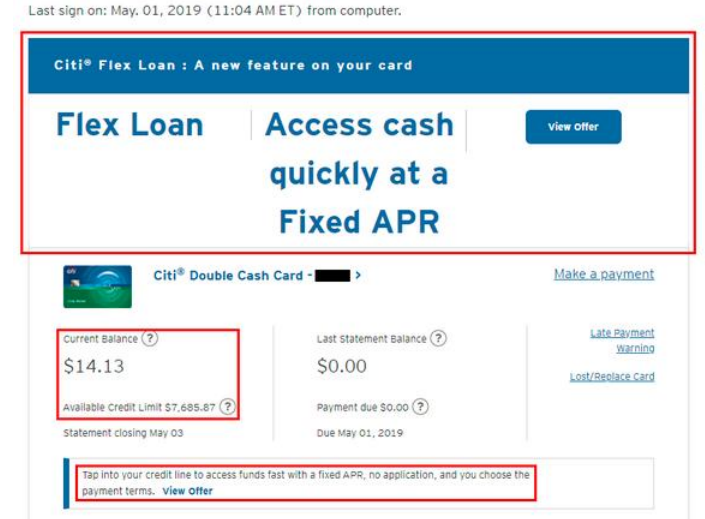 Last sign on: May. 01, 2019 (11:04 AM ET) from computer.
Citi® Flex Loan : A new feature on your card
Flex Loan
Access cash
quickly at a
Fixed APR
View Offer
citi
Citi® Double Cash Card - >
Make a payment
Current Balance ?
$14.13
Available Credit Limit $7,685.87 ?
Statement closing May 03
Last Statement Balance ?
$0.00
Payment due $0.00 ?
Due May 01, 2019
Late Payment
Warning
Lost/Replace Card
Tap into your credit line to access funds fast with a fixed APR, no application, and you choose the
payment terms. View Offer